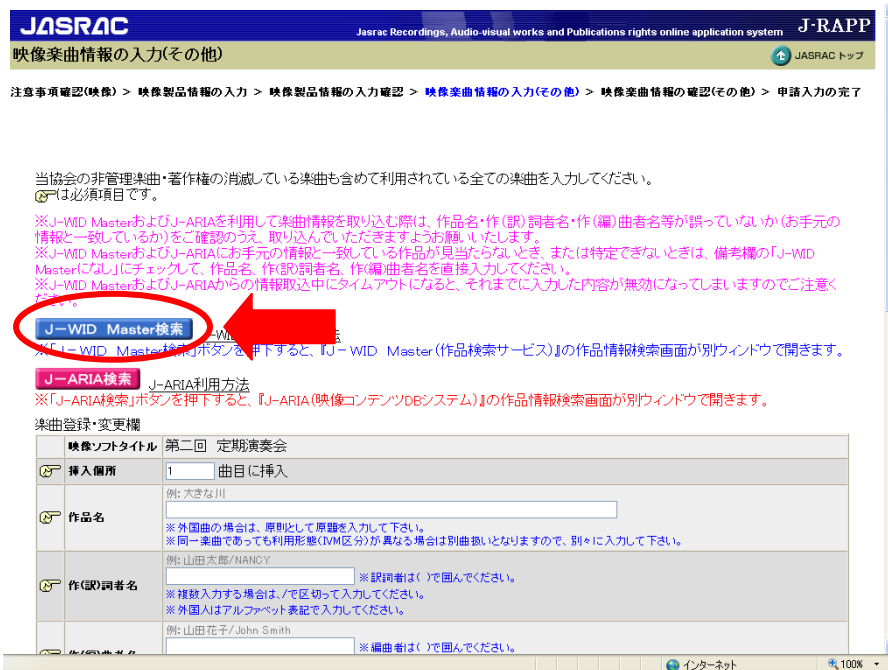 JASRAC
Jasrac Recordings, Audio-visual works and Publications rights online application system J-RAPP
映像楽曲情報の入力(その他)
JASRAC トップ
注意事項確認(映像) > 映像製品情報の入力 > 映像製品情報の入力確認 > 映像楽曲情報の入力(その他) > 映像楽曲情報の確認(その他) > 申請入力の完了
当協会の非管理楽曲・著作権の消滅している楽曲も含めて利用されている全ての楽曲を入力してください。
は必須項目です。
※J-WID MasterおよびJ-ARIAを利用して楽曲情報を取り込む際は、作品名・作(訳)詞者名・作(編)曲者名等が誤っていないか(お手元の
情報と一致しているか)をご確認のうえ、取り込んでいただきますようお願いいたします。
※J-WID MasterおよびJ-ARIAにお手元の情報と一致している作品が見当たらないとき、または特定できないときは、備考欄の「J-WID
Masterになし」にチェックして、作品名、作(訳)詞者名、作(編)曲者名を直接入力してください。
※J-WID MasterおよびJ-ARIAからの情報取込中にタイムアウトになると、それまでに入力した内容が無効になってしまいますのでご注意く
ださい。
J-WID Master検索
法
※「J-WID Master検索」ボタンを押下すると、『J-WID Master(作品検索サービス)』の作品情報検索画面が別ウィンドウで開きます。
J-ARIA検索 J-ARIA利用方法
※「J-ARIA検索」ボタンを押下すると、『J-ARIA(映像コンテンツDBシステム)』の作品情報検索画面が別ウィンドウで開きます。
楽曲登録・変更欄
映像ソフトタイトル 第二回 定期演奏会
挿入個所 1 曲目に挿入
例: 大きな川
作品名
※外国曲の場合は、原則として原題を入力して下さい。
※同一楽曲であっても利用形態(IVM区分)が異なる場合は別曲扱いとなりますので、別々に入力して下さい。
例: 山田太郎/NANCY
作(訳)詞者名
※訳詞者は( )で囲んでください。
※複数入力する場合は、/で区切って入力してください。
※外国人はアルファベット表記で入力してください。
例: 山田花子/John Smith
※編曲者は( )で囲んでください。
作(編)曲者名
インターネット 100%